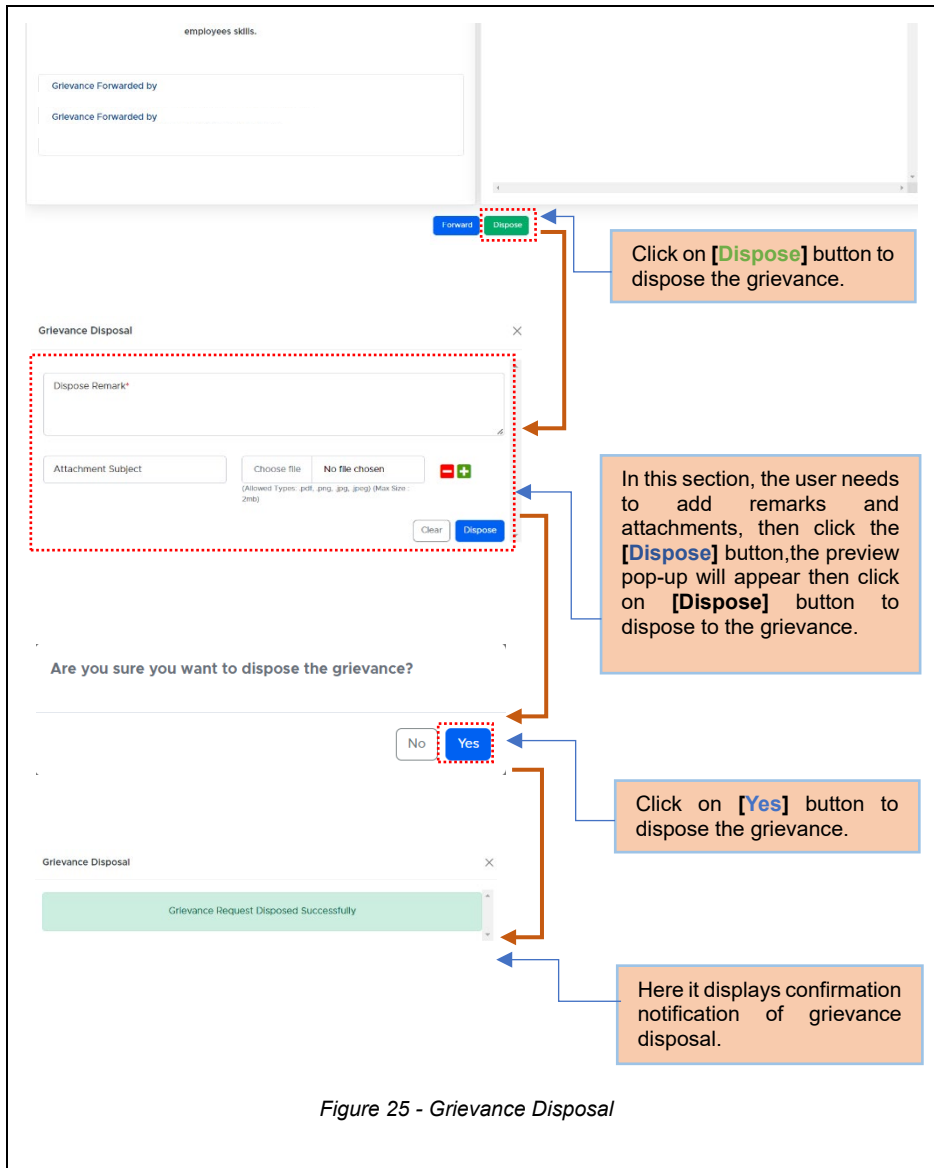 employees skills.
Grievance Forwarded by
Grievance Forwarded by
Forward Dispose
Click on [Dispose] button to
dispose the grievance.
Grievance Disposal
Dispose Remark*
Attachment Subject
Choose file No file chosen
(Allowed Types: .pdf, .png, .jpg, .jpeg) (Max Size :
2mb)
Clear Dispose
In this section, the user needs
to add remarks and
attachments, then click the
[Dispose] button,the preview
pop-up will appear then click
on [Dispose] button to
dispose to the grievance.
Are you sure you want to dispose the grievance?
No Yes
Click on [Yes] button to
dispose the grievance.
Grievance Disposal
Grievance Request Disposed Successfully
Here it displays confirmation
notification of grievance
disposal.
Figure 25 - Grievance Disposal